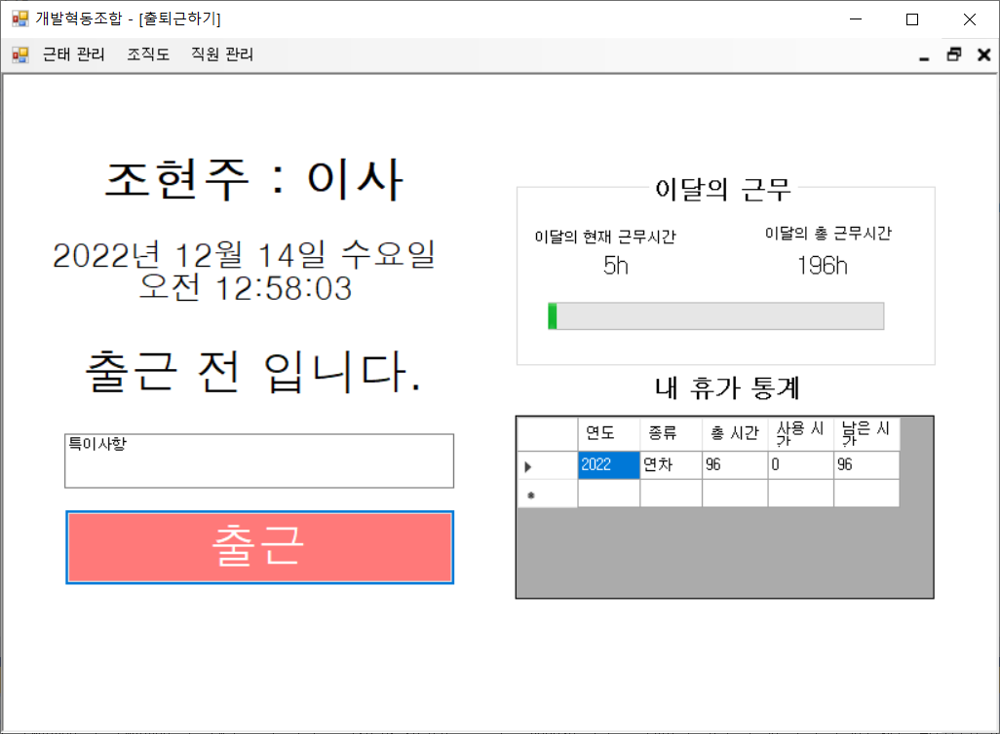 개발혁동조합 - [출퇴근하기]
근태 관리 조직도 직원 관리
조현주 : 이사
2022년 12월 14일 수요일
오전 12:58:03
출근 전 입니다.
특이사항
출근
이달의 근무
이달의 현재 근무시간 이달의 총 근무시간
5h 196h
내 휴가 통계
연도 종류 총 시간 사용 시간 남은 시간
2022 연차 96 0 96